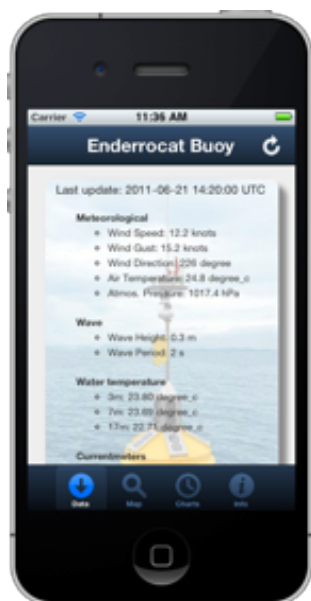 Carrier 11:36 AM
Enderrocat Buoy
Last update: 2011-06-21 14:20:00 UTC
Meteorological
Wind Speed: 12.2 knots
Wind Gust: 15.2 knots
Wind Direction: 226 degree
Air Temperature: 24.8 degree_c
Atmos. Pressure: 1017.4 hPa
Wave
Wave Height: 0.3 m
Wave Period: 2 s
Water temperature
3m: 23.80 degree_c
7m: 23.69 degree_c
17m: 22.71 degree_c
Currentmeters
Data Map Charts Info